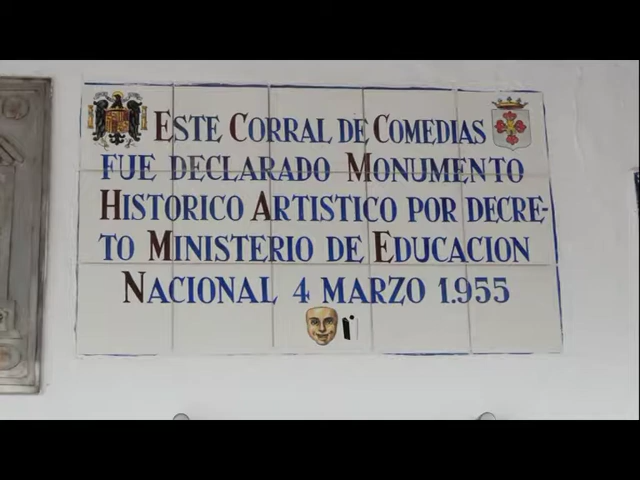 ESTE CORRAL DE COMEDIAS
FUE DECLARADO MONUMENTO
HISTORICO ARTISTICO POR DECRE-
TO MINISTERIO DE EDUCACION
NACIONAL 4 MARZO 1.955